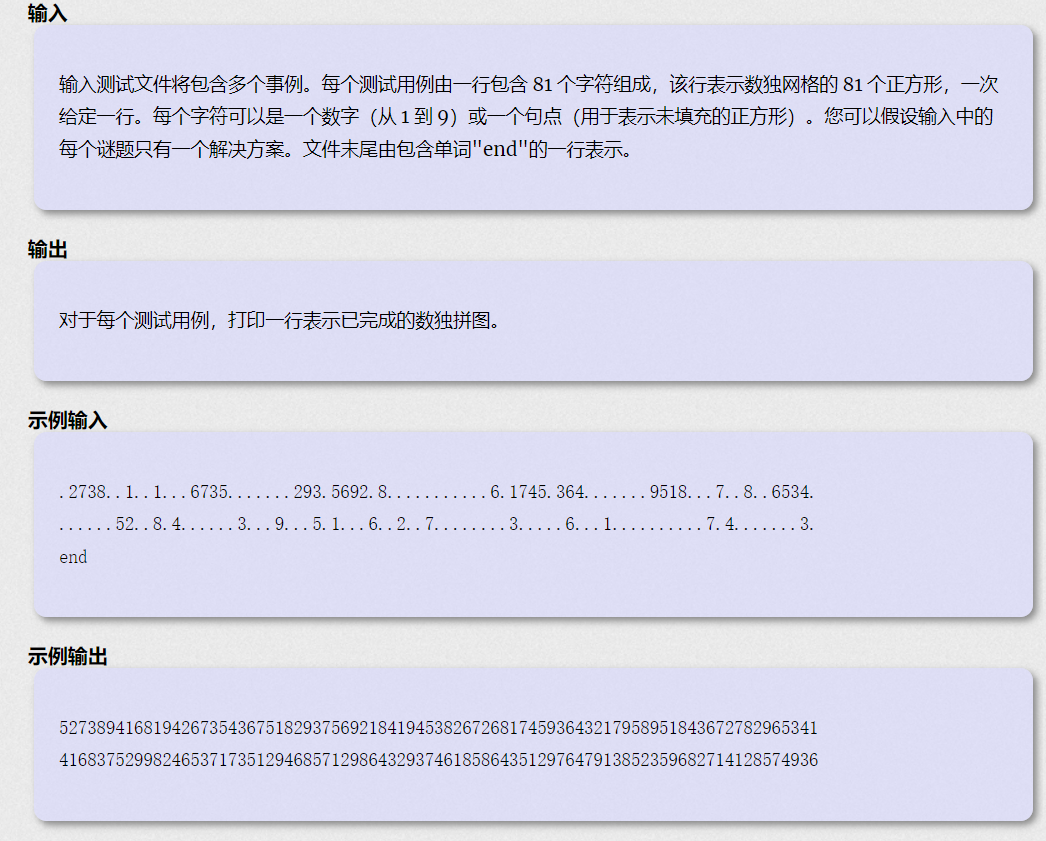 输入
输入测试文件将包含多个事例。每个测试用例由一行包含 81 个字符组成，该行表示数独网格的 81 个正方形，一次
给定一行。每个字符可以是一个数字（从 1 到 9）或一个句点（用于表示未填充的正方形）。您可以假设输入中的
每个谜题只有一个解决方案。文件末尾由包含单词"end"的一行表示。
输出
对于每个测试用例，打印一行表示已完成的数独拼图。
示例输入
.2738..1..1...6735.......293.5692.8...........6.1745.364.......9518...7..8..6534.
......52..8.4......3...9...5.1...6..2..7........3.....6...1..........7.4.......3.
end
示例输出
527389416819426735436751829375692184194538267268174593643217958951843672782965341
416837529982465371735129468571298643293746185864351297647913852359682714128574936